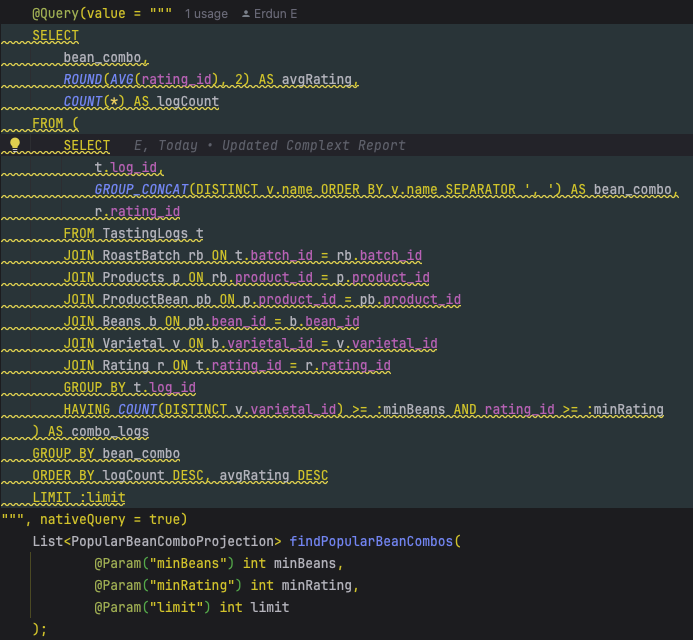 @Query(value = """ 1 usage Erdun E
SELECT
bean_combo,
ROUND(AVG(rating_id), 2) AS avgRating,
COUNT(*) AS logCount
FROM (
SELECT E, Today • Updated Complext Report
t.log_id,
GROUP_CONCAT(DISTINCT v.name ORDER BY v.name SEPARATOR ', ') AS bean_combo,
r.rating_id
FROM TastingLogs t
JOIN RoastBatch rb ON t.batch_id = rb.batch_id
JOIN Products p ON rb.product_id = p.product_id
JOIN ProductBean pb ON p.product_id = pb.product_id
JOIN Beans b ON pb.bean_id = b.bean_id
JOIN Varietal v ON b.varietal_id = v.varietal_id
JOIN Rating r ON t.rating_id = r.rating_id
GROUP BY t.log_id
HAVING COUNT(DISTINCT v.varietal_id) >= :minBeans AND rating_id >= :minRating
) AS combo_logs
GROUP BY bean_combo
ORDER BY logCount DESC, avgRating DESC
LIMIT :limit
""", nativeQuery = true)
List<PopularBeanComboProjection> findPopularBeanCombos(
@Param("minBeans") int minBeans,
@Param("minRating") int minRating,
@Param("limit") int limit
);